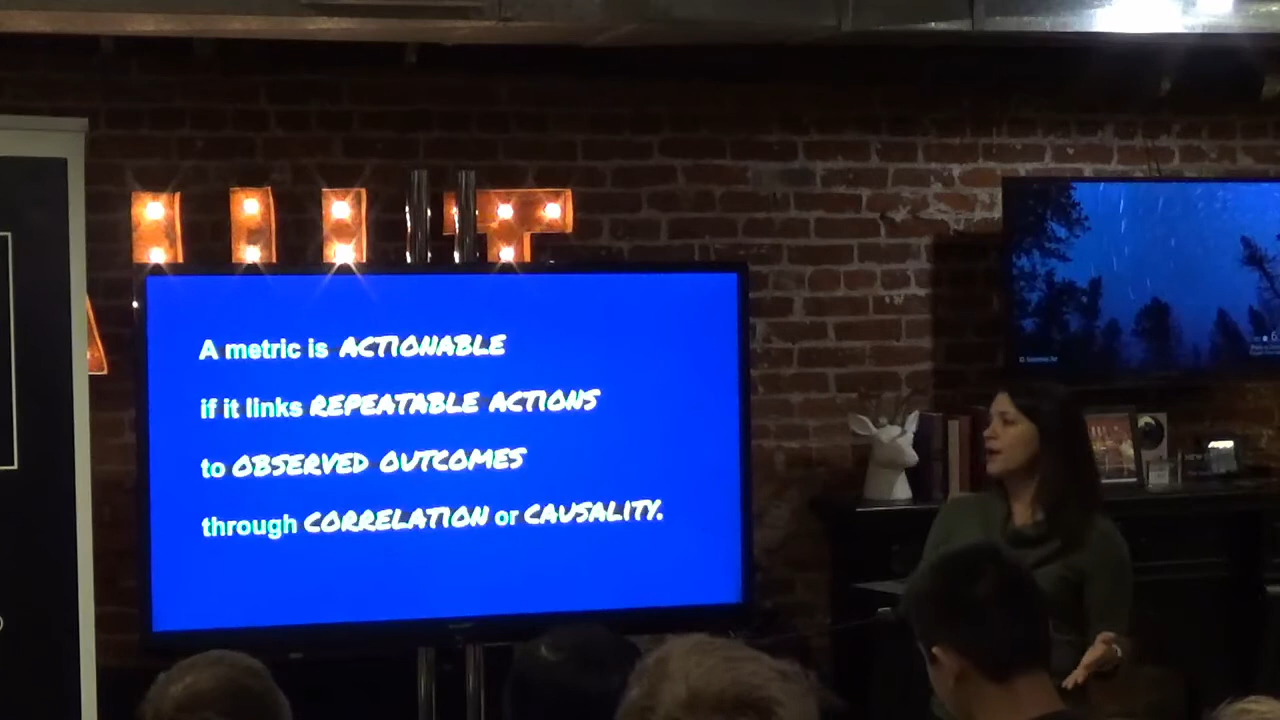 A metric is ACTIONABLE
if it links REPEATABLE ACTIONS
to OBSERVED OUTCOMES
through CORRELATION or CAUSALITY.